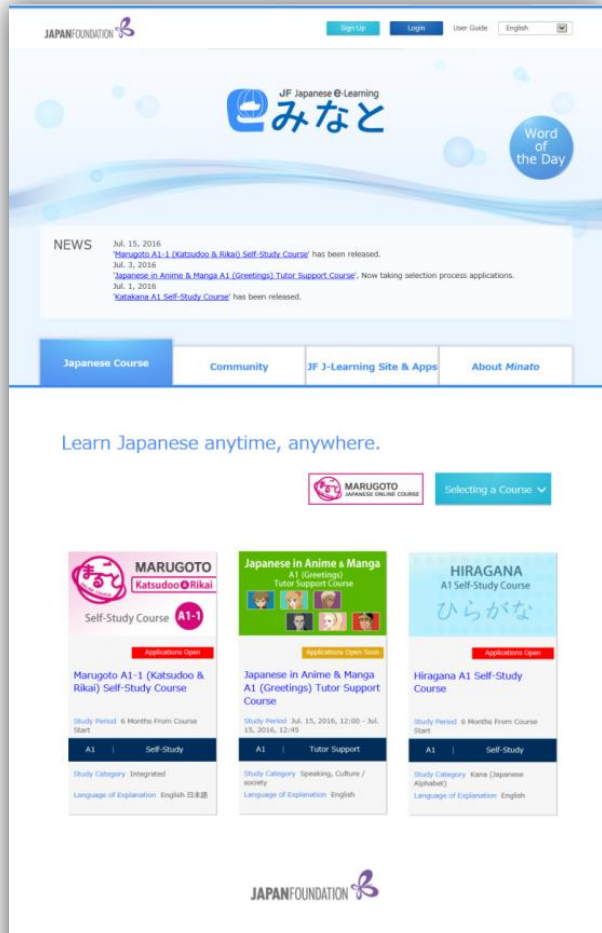 JAPANFOUNDATION
Sign Up
Login
User Guide
English
JF Japanese e-Learning
みなと
Word
of
the Day
NEWS
Jul. 15, 2016
'Marugoto A1-1 (Katsudoo & Rikai) Self-Study Course' has been released.
Jul. 3, 2016
'Japanese in Anime & Manga A1 (Greetings) Tutor Support Course', Now taking selection process applications.
Jul. 1, 2016
'Katakana A1 Self-Study Course' has been released.
Japanese Course
Community
JF J-Learning Site & Apps
About Minato
Learn Japanese anytime, anywhere.
MARUGOTO
JAPANESE ONLINE COURSE
Selecting a Course
まるごと
MARUGOTO
Katsudoo & Rikai
Self-Study Course A1-1
Applications Open
Marugoto A1-1 (Katsudoo &
Rikai) Self-Study Course
Study Period 6 Months From Course
Start
A1 | Self-Study
Study Category Integrated
Language of Explanation English 日本語
Japanese in Anime & Manga
A1 (Greetings)
Tutor Support Course
Applications Open Soon
Japanese in Anime & Manga
A1 (Greetings) Tutor Support
Course
Study Period Jul. 15, 2016, 12:00 - Jul.
15, 2016, 12:45
A1 | Tutor Support
Study Category Speaking, Culture /
society
Language of Explanation English
HIRAGANA
A1 Self-Study Course
ひらがな
Applications Open
Hiragana A1 Self-Study
Course
Study Period 6 Months From Course
Start
A1 | Self-Study
Study Category Kana (Japanese
Alphabet)
Language of Explanation English
JAPANFOUNDATION